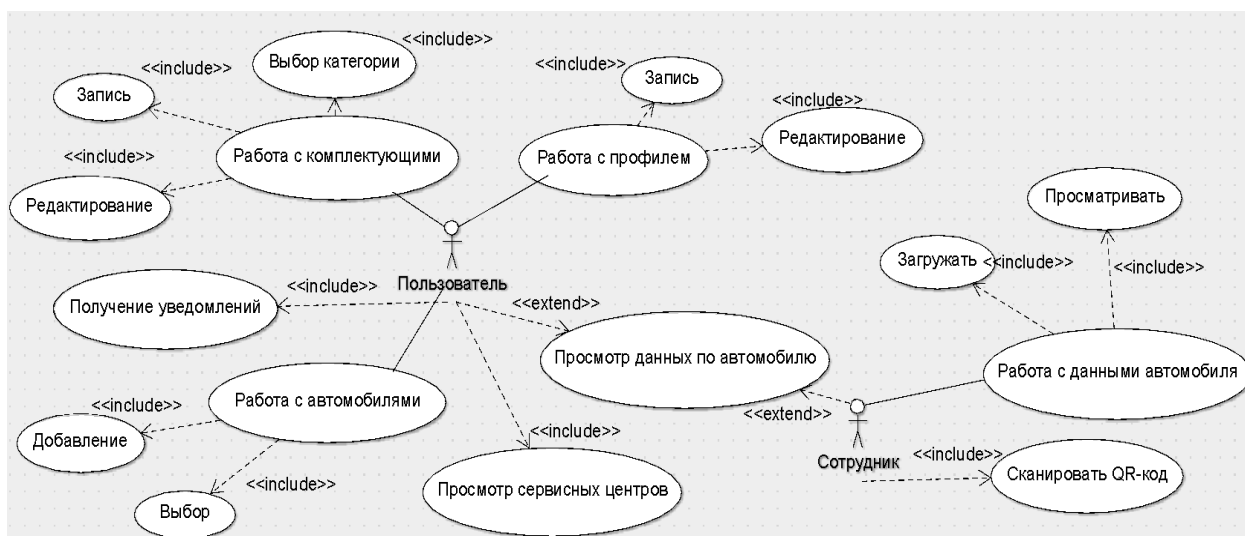 <<include>>
Выбор категории
<<include>>
Запись
<<include>>
Запись
<<include>>
Редактирование
Работа с комплектующими
Работа с профилем
<<include>>
Редактирование
Просматривать
Загружать
<<include>>
<<include>>
Пользователь
<<include>>
Получение уведомлений
<<extend>>
Просмотр данных по автомобилю
Работа с данными автомобиля
<<extend>>
Работа с автомобилями
<<include>>
Добавление
<<include>>
Сотрудник
<<include>>
Сканировать QR-код
<<include>>
Просмотр сервисных центров
Выбор